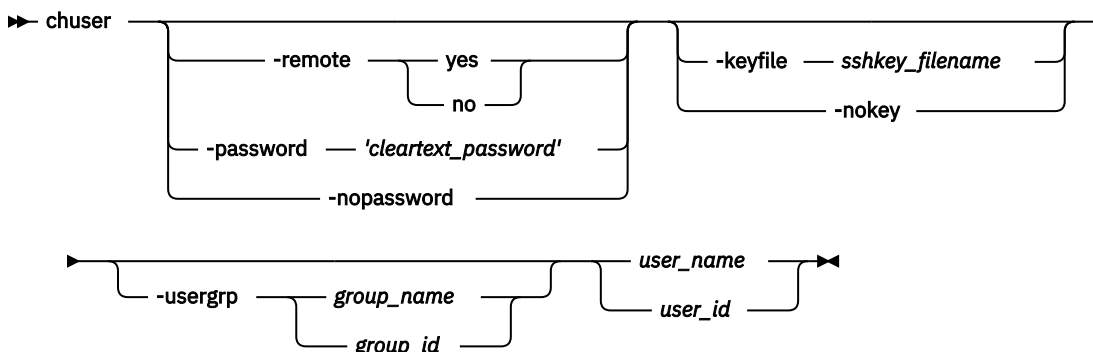 chuser
-remote yes
no
-password 'cleartext_password'
-nopassword
-keyfile sshkey_filename
-nokey
-usergrp group_name
group_id
user_name
user_id